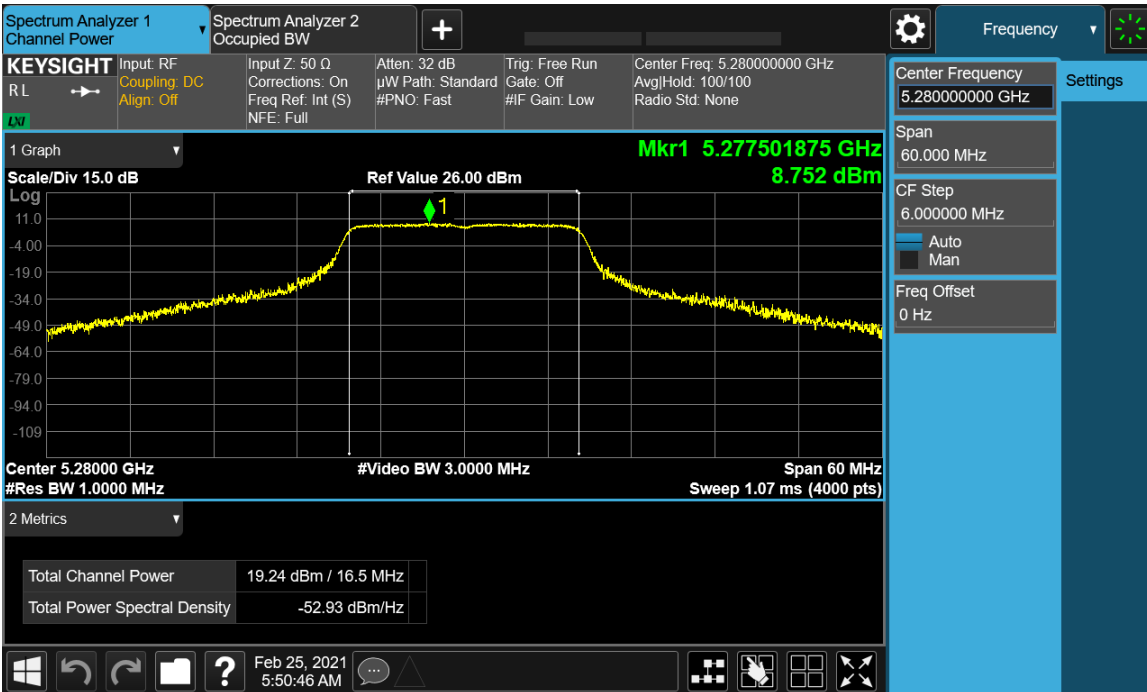 Spectrum Analyzer 1
Channel Power
Spectrum Analyzer 2
Occupied BW
Frequency
KEYSIGHT
RL
LXI
Input: RF
Coupling: DC
Align: Off
Input Z: 50 Ω
Corrections: On
Freq Ref: Int (S)
NFE: Full
Atten: 32 dB
µW Path: Standard
#PNO: Fast
Trig: Free Run
Gate: Off
#IF Gain: Low
Center Freq: 5.280000000 GHz
Avg|Hold: 100/100
Radio Std: None
1 Graph
Mkr1 5.277501875 GHz
8.752 dBm
Scale/Div 15.0 dB
Ref Value 26.00 dBm
Log
1
11.0
-4.00
-19.0
-34.0
-49.0
-64.0
-79.0
-94.0
-109
Center 5.28000 GHz
#Video BW 3.0000 MHz
Span 60 MHz
#Res BW 1.0000 MHz
Sweep 1.07 ms (4000 pts)
2 Metrics
Total Channel Power 19.24 dBm / 16.5 MHz
Total Power Spectral Density -52.93 dBm/Hz
Center Frequency
5.280000000 GHz
Settings
Span
60.000 MHz
CF Step
6.000000 MHz
Auto
Man
Freq Offset
0 Hz
?
Feb 25, 2021
5:50:46 AM